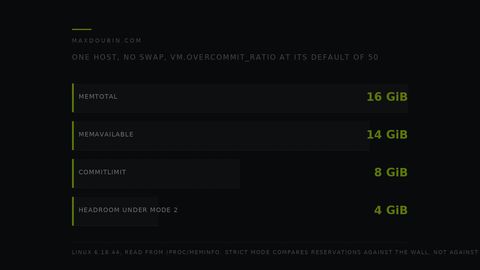 MAXDOURIN.COM
ONE HOST, NO SWAP, VM.OVERCOMMIT_RATIO AT ITS DEFAULT OF 50
MEMTOTAL 16 GiB
MEMAVAILABLE 14 GiB
COMMITLIMIT 8 GiB
HEADROOM UNDER MODE 2 4 GiB
LINUX 6.18.44, READ FROM /PROC/MEMINFO. STRICT MODE COMPARES RESERVATIONS AGAINST THE WALL, NOT AGAINST